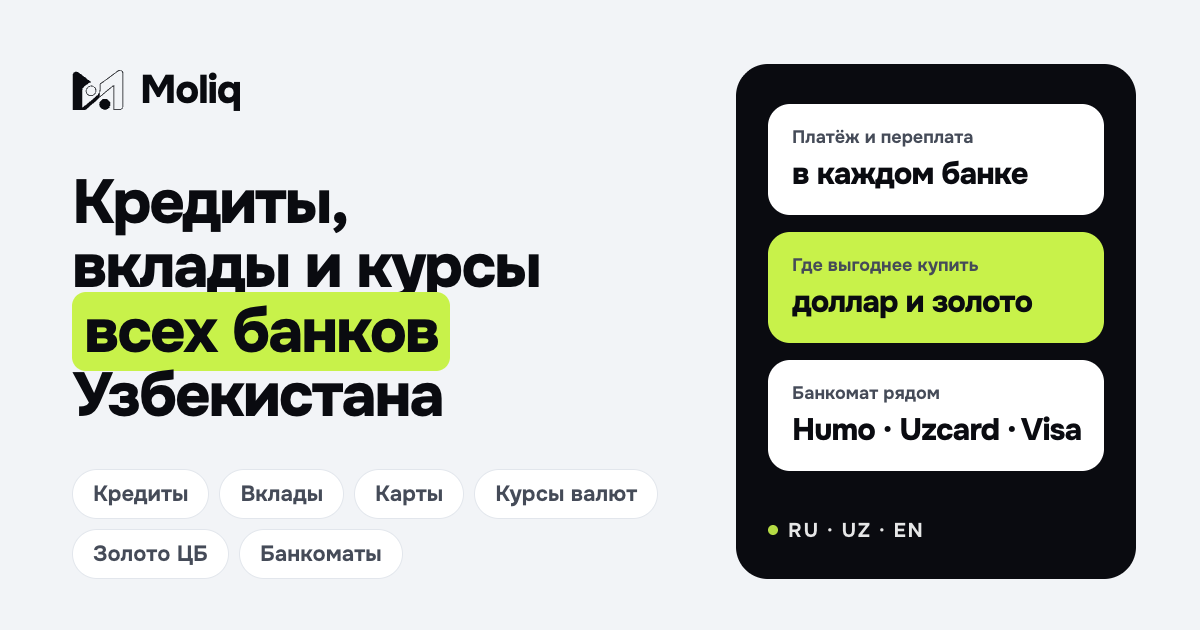 Moliq
Кредиты,
вклады и курсы
всех банков
Узбекистана
Кредиты
Вклады
Карты
Курсы валют
Золото ЦБ
Банкоматы
Платёж и переплата
в каждом банке
Где выгоднее купить
доллар и золото
Банкомат рядом
Humo · Uzcard · Visa
RU · UZ · EN